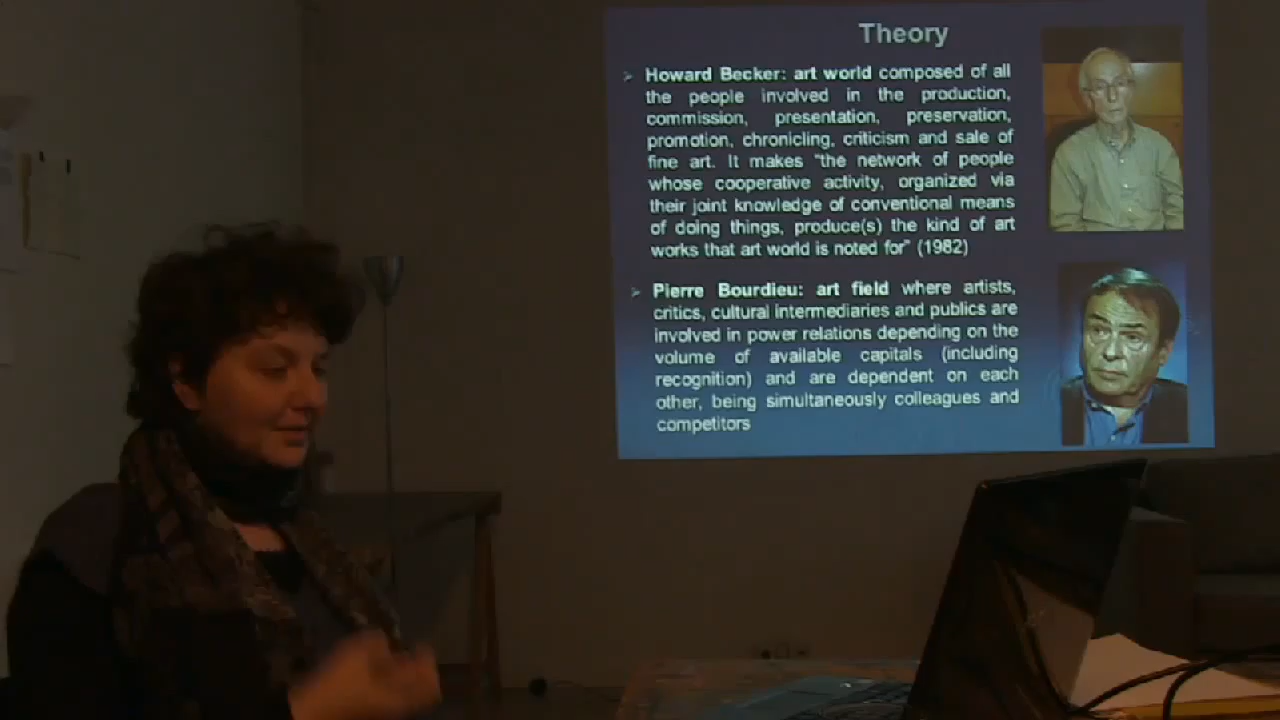 Theory
➢ Howard Becker: art world composed of all
the people involved in the production,
commission, presentation, preservation,
promotion, chronicling, criticism and sale of
fine art. It makes "the network of people
whose cooperative activity, organized via
their joint knowledge of conventional means
of doing things, produce(s) the kind of art
works that art world is noted for" (1982)
➢ Pierre Bourdieu: art field where artists,
critics, cultural intermediaries and publics are
involved in power relations depending on the
volume of available capitals (including
recognition) and are dependent on each
other, being simultaneously colleagues and
competitors